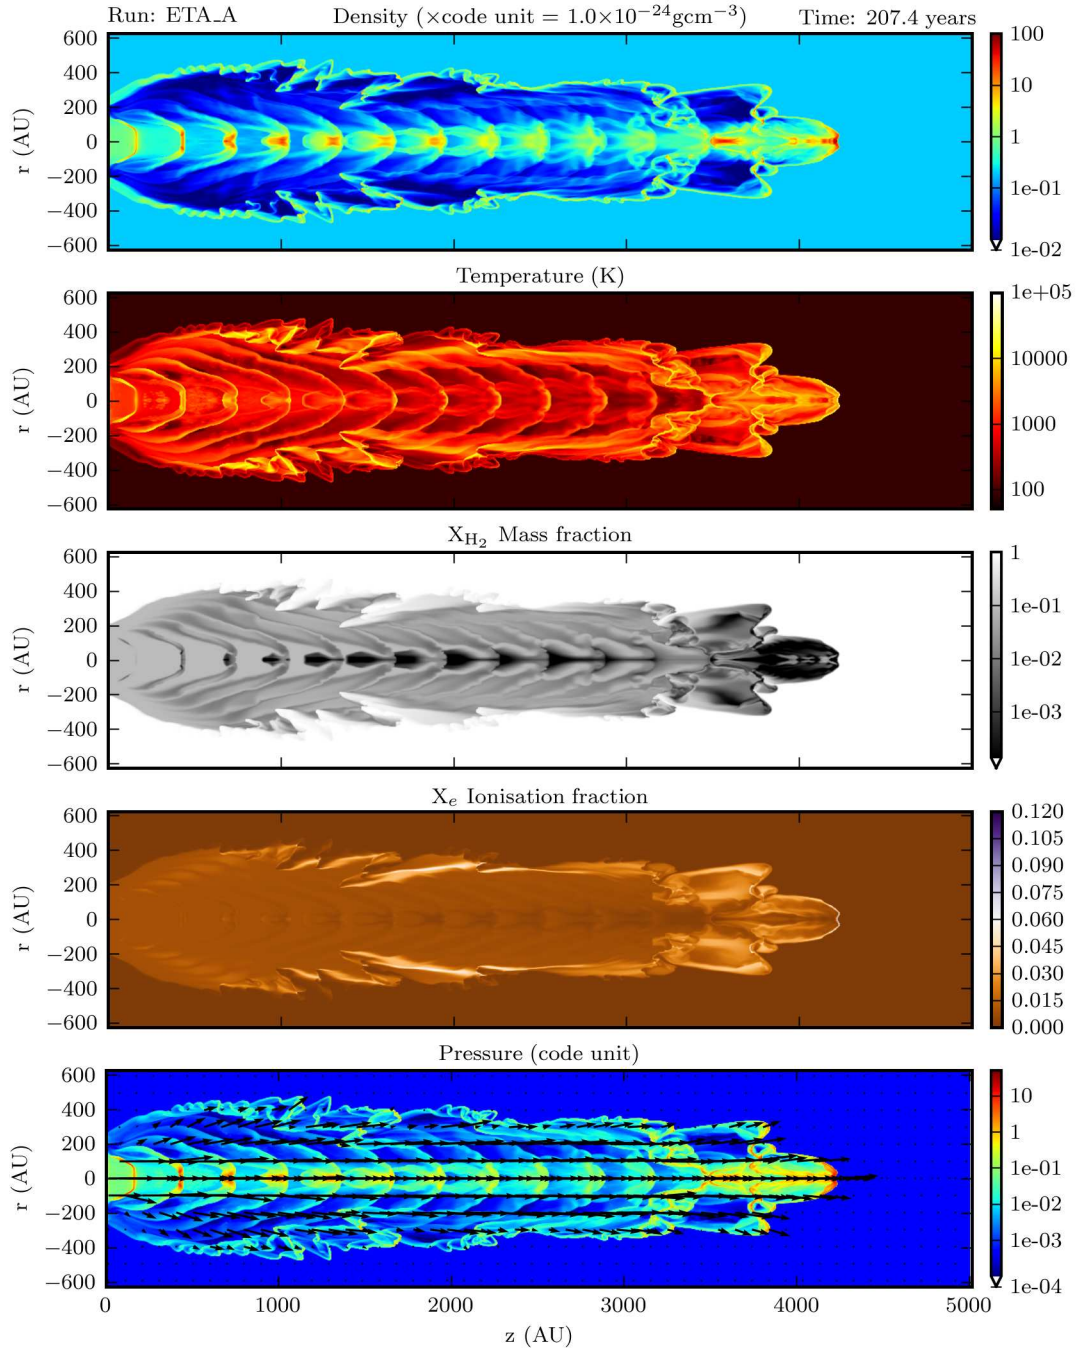 Run: ETA_A Density (×code unit = 1.0×10⁻²⁴gcm⁻³) Time: 207.4 years
600
400
200
0
−200
−400
−600
r (AU)
100
10
1
1e-01
1e-02
Temperature (K)
600
400
200
0
−200
−400
−600
r (AU)
1e+05
10000
1000
100
X_H₂ Mass fraction
600
400
200
0
−200
−400
−600
r (AU)
1
1e-01
1e-02
1e-03
Xₑ Ionisation fraction
600
400
200
0
−200
−400
−600
r (AU)
0.120
0.105
0.090
0.075
0.060
0.045
0.030
0.015
0.000
Pressure (code unit)
600
400
200
0
−200
−400
−600
r (AU)
10
1
1e-01
1e-02
1e-03
1e-04
0 1000 2000 3000 4000 5000
z (AU)